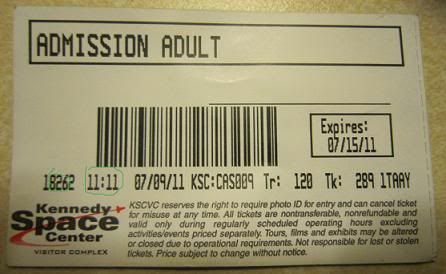 ADMISSION ADULT
Expires:
07/15/11
18262 11:11 07/09/11 KSC:CAS009 Tr: 120 Tk: 289 1TAAY
Kennedy
Space
Center
VISITOR COMPLEX
KSCVC reserves the right to require photo ID for entry and can cancel ticket
for misuse at any time. All tickets are nontransferable, nonrefundable and
valid only during regularly scheduled operating hours excluding
activities/events priced separately. Tours, films and exhibits may be altered
or closed due to operational requirements. Not responsible for lost or stolen
tickets. Price subject to change without notice.